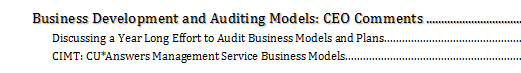 Business Development and Auditing Models: CEO Comments ................................
Discussing a Year Long Effort to Audit Business Models and Plans................................................
CIMT: CU*Answers Management Service Business Models............................................................